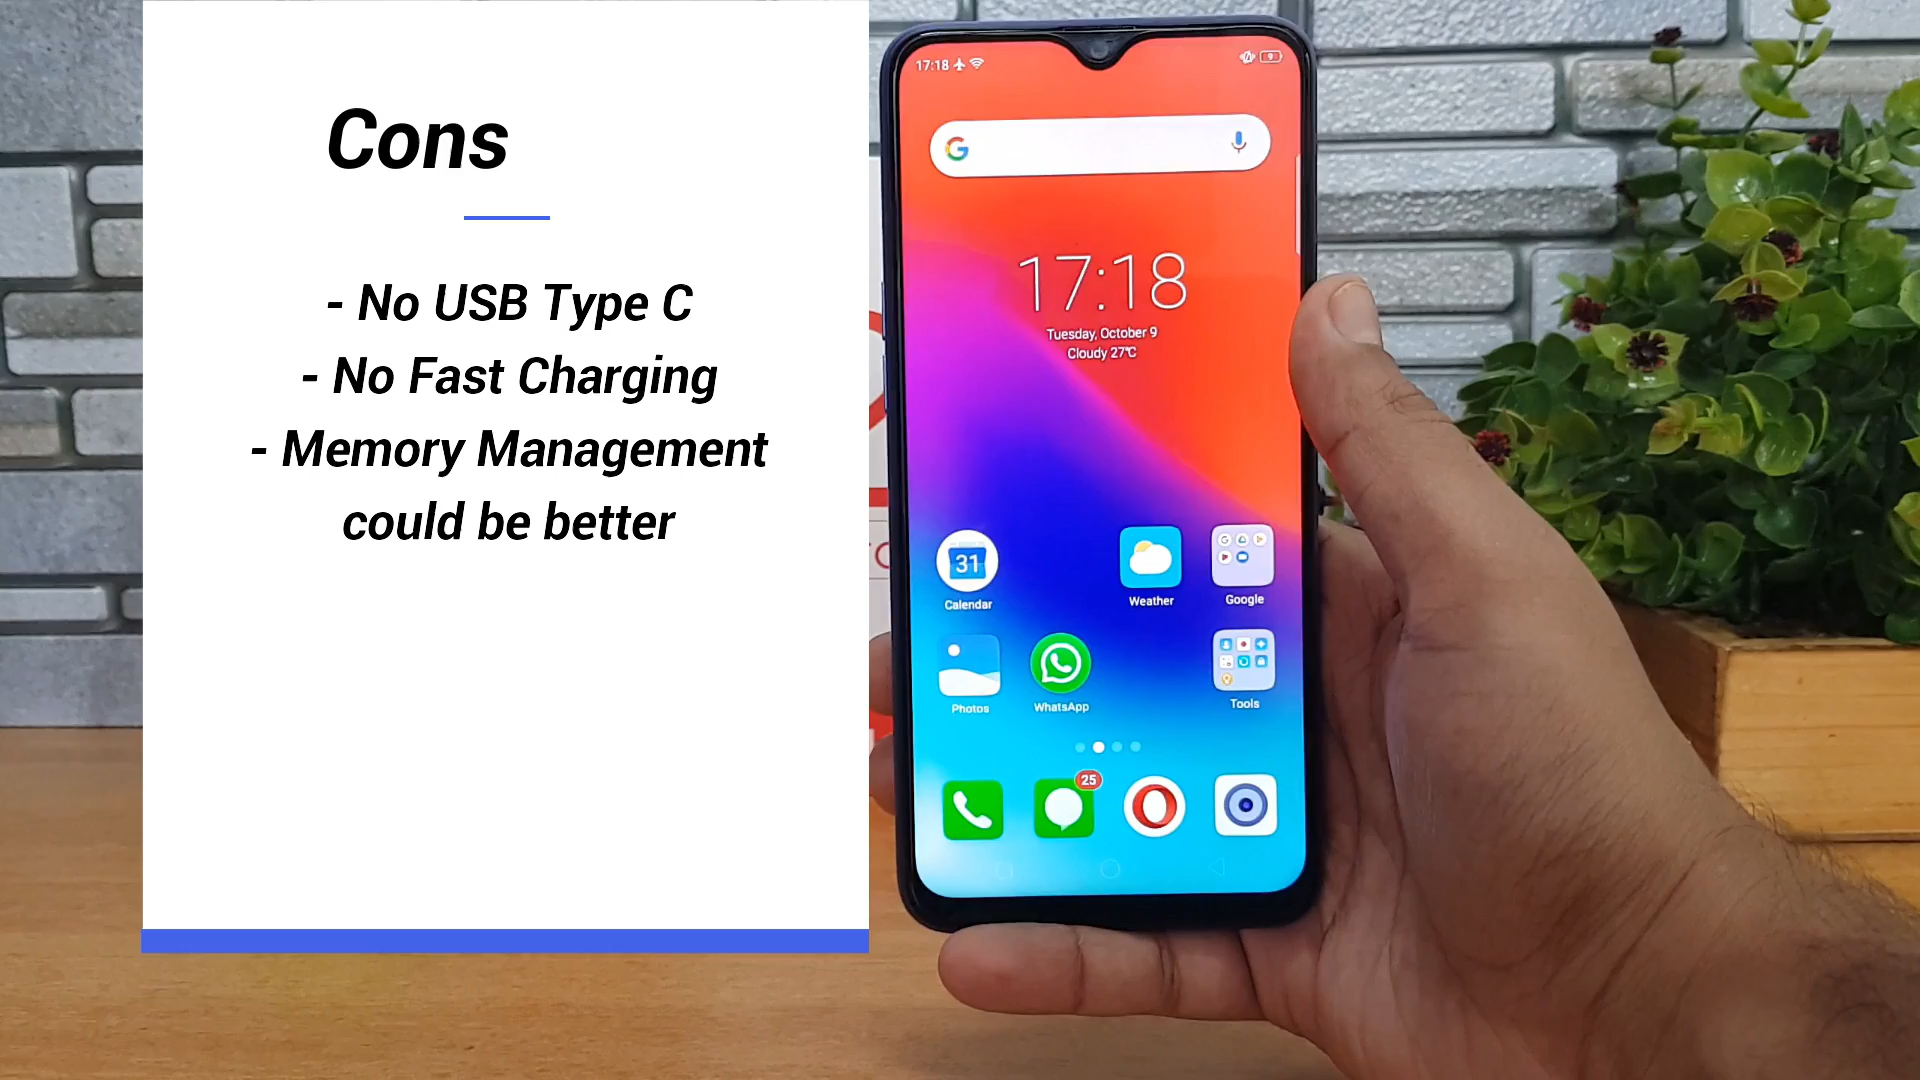 Cons
- No USB Type C
- No Fast Charging
- Memory Management
could be better
17:18
9
G
17:18
Tuesday, October 9
Cloudy 27°C
31
Calendar
Weather
Google
Photos
WhatsApp
Tools
25